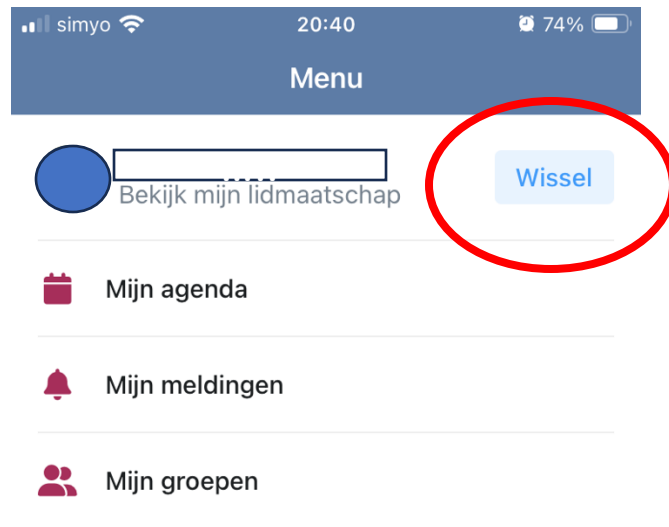 simyo 20:40 74%
Menu
Bekijk mijn lidmaatschap
Wissel
Mijn agenda
Mijn meldingen
Mijn groepen